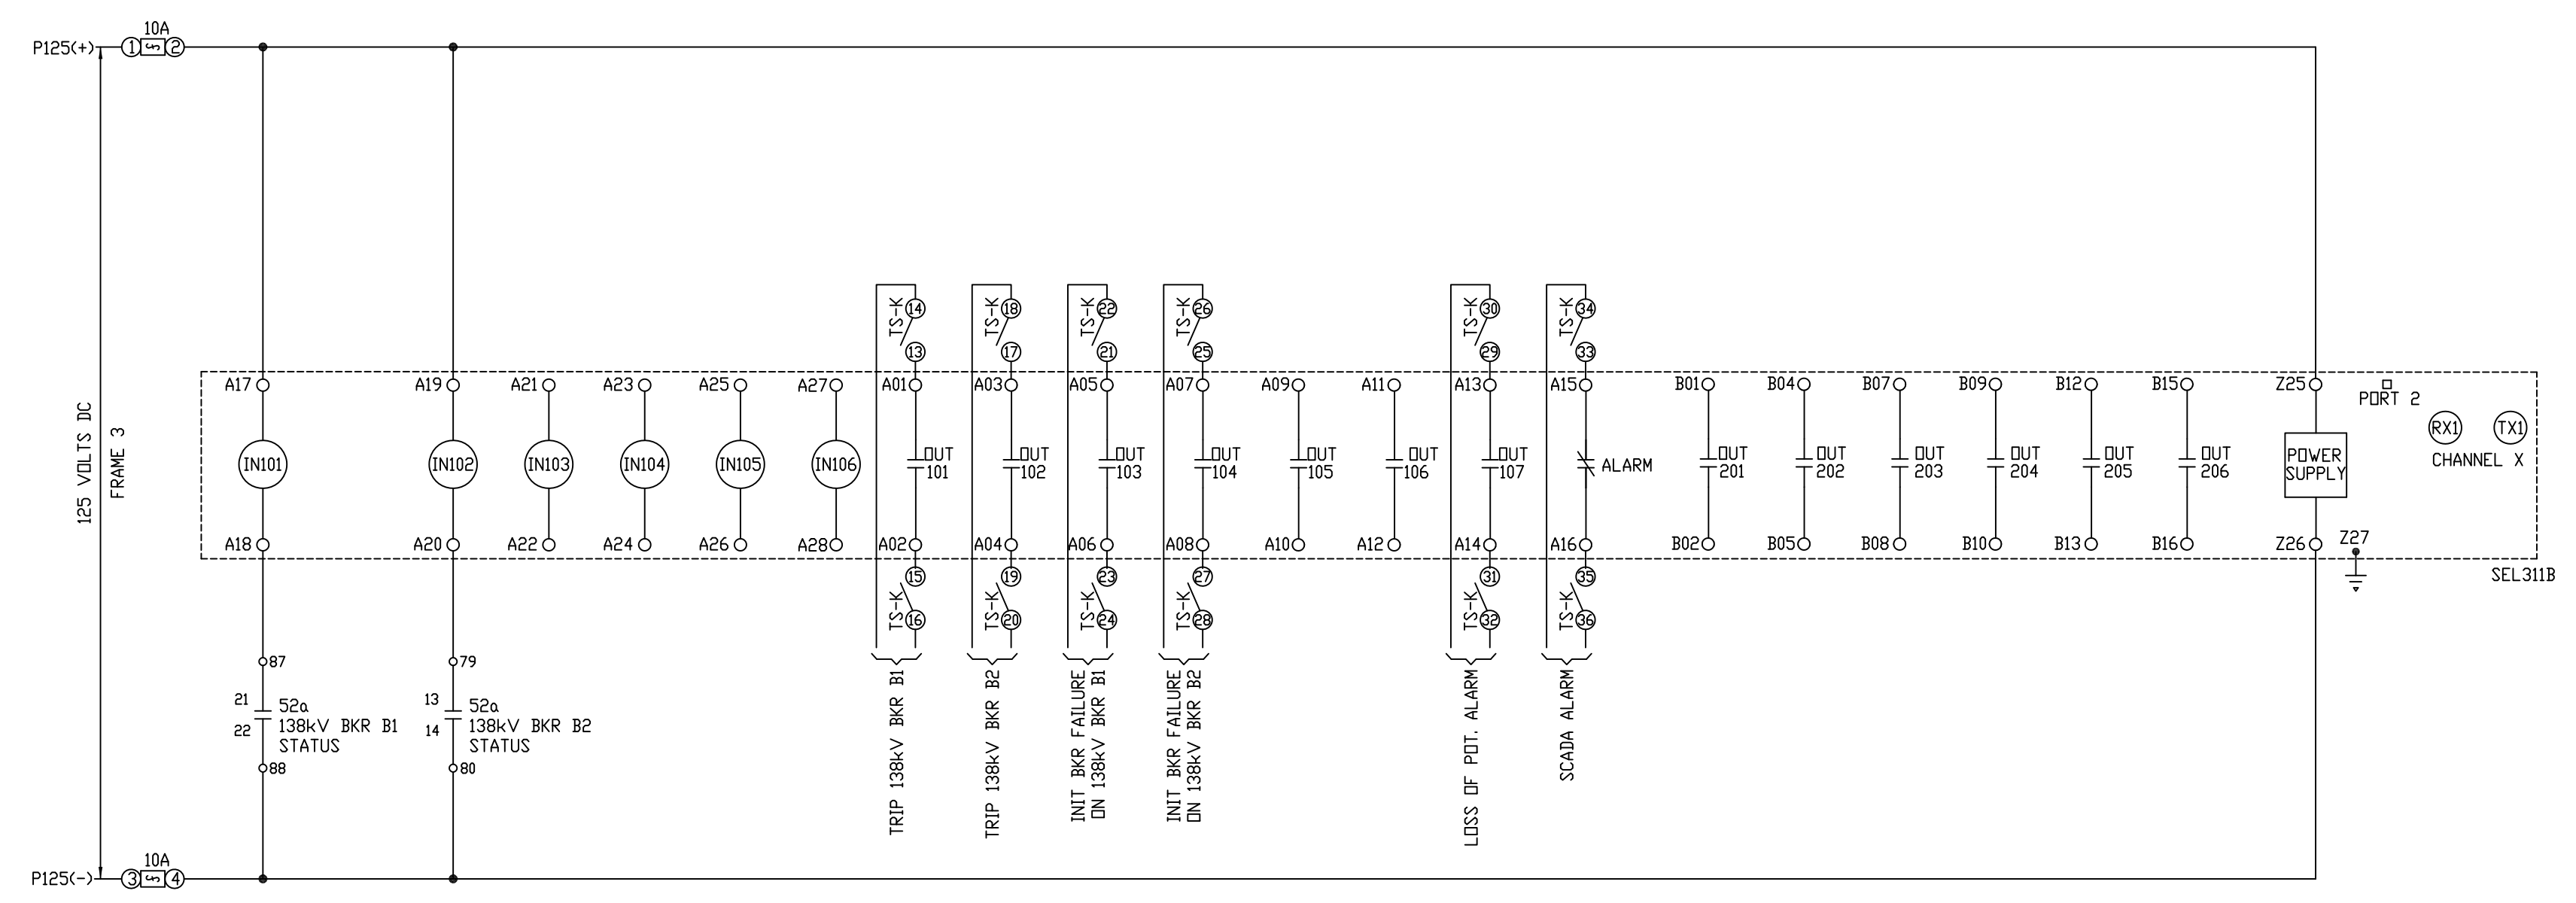 10A
P125(+)
1
2
125 VOLTS DC
FRAME 3
14
TS-K
13
18
TS-K
17
22
TS-K
21
26
TS-K
25
30
TS-K
29
34
TS-K
33
A17
A19
A21
A23
A25
A27
A01
A03
A05
A07
A09
A11
A13
A15
B01
B04
B07
B09
B12
B15
Z25
PORT 2
IN101
IN102
IN103
IN104
IN105
IN106
OUT
101
OUT
102
OUT
103
OUT
104
OUT
105
OUT
106
OUT
107
ALARM
OUT
201
OUT
202
OUT
203
OUT
204
OUT
205
OUT
206
POWER
SUPPLY
RX1
TX1
CHANNEL X
A18
A20
A22
A24
A26
A28
A02
A04
A06
A08
A10
A12
A14
A16
B02
B05
B08
B10
B13
B16
Z26
Z27
SEL311B
15
TS-K
16
19
TS-K
20
23
TS-K
24
27
TS-K
28
31
TS-K
32
35
TS-K
36
87
21
22
52a
138kV BKR B1
STATUS
88
79
13
14
52a
138kV BKR B2
STATUS
80
TRIP 138kV BKR B1
TRIP 138kV BKR B2
INIT BKR FAILURE
ON 138kV BKR B1
INIT BKR FAILURE
ON 138kV BKR B2
LOSS OF POT. ALARM
SCADA ALARM
10A
P125(-)
3
4